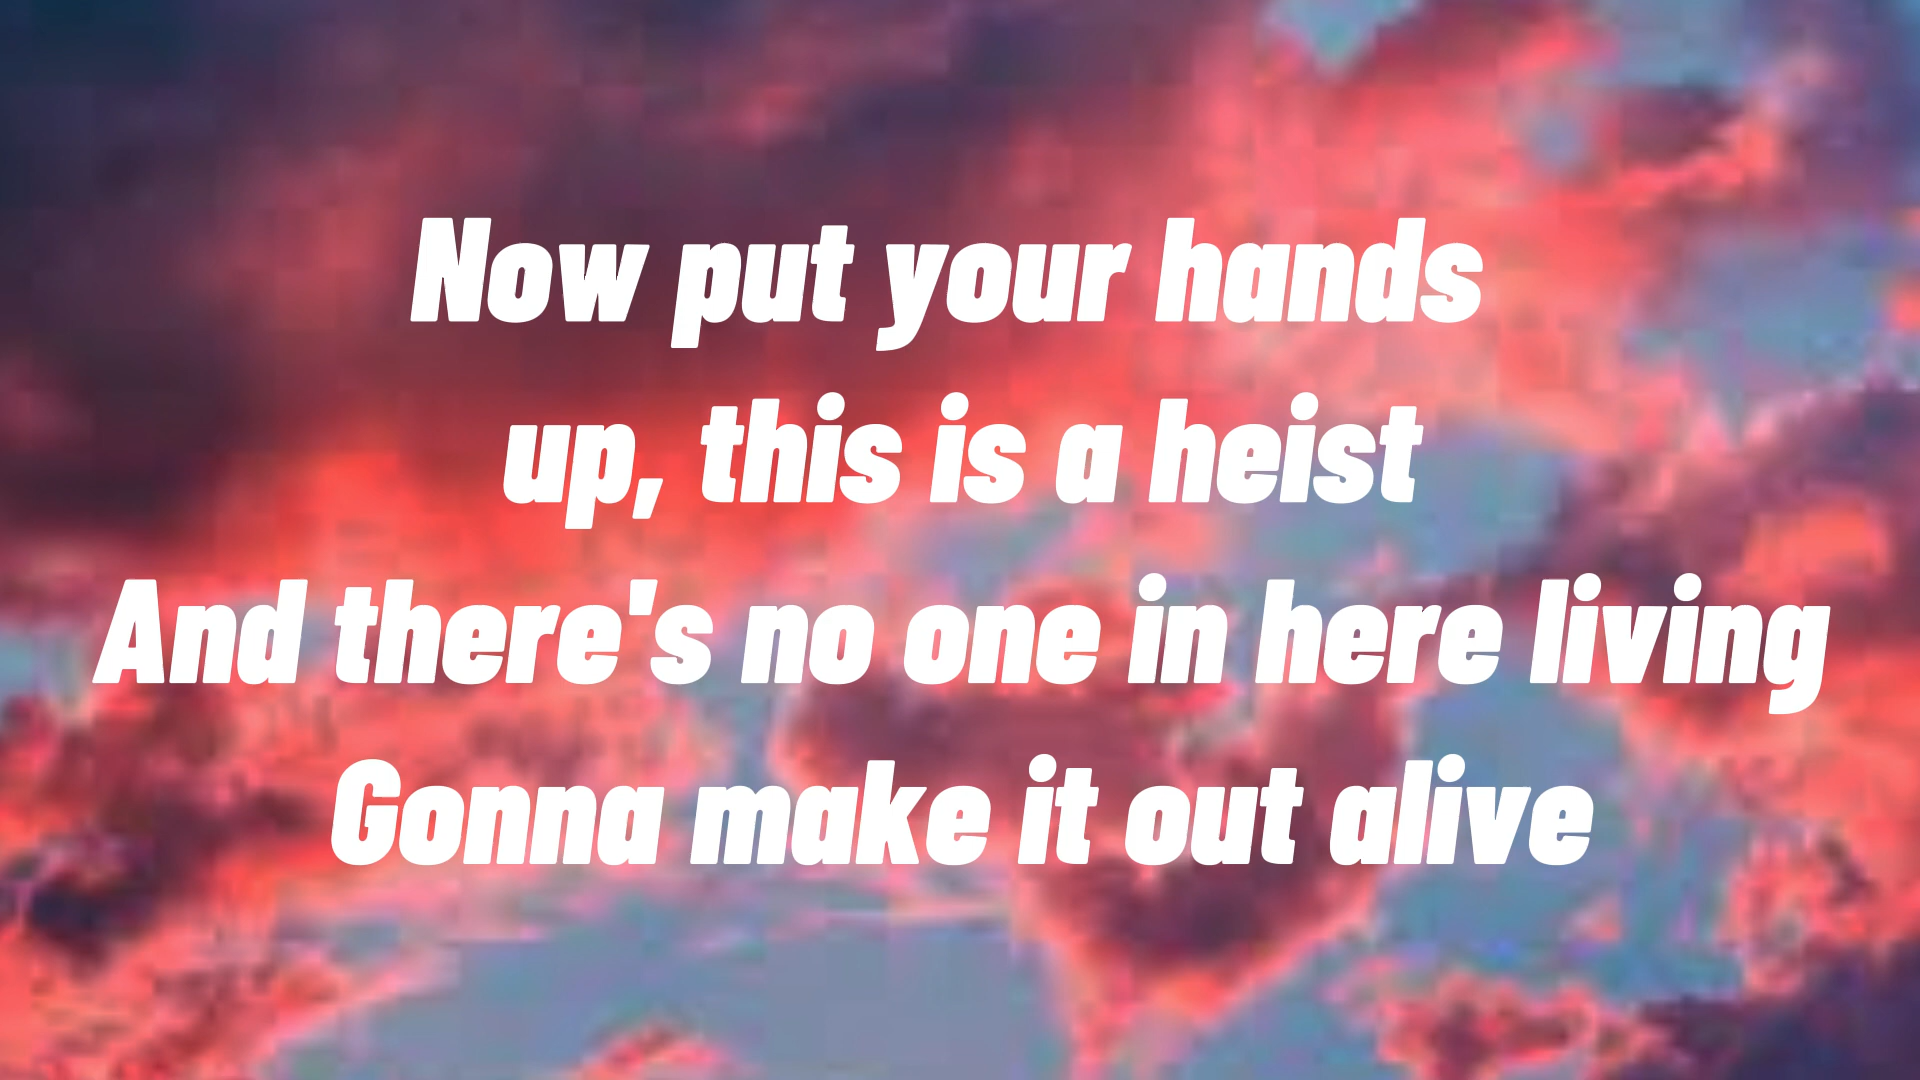 Now put your hands
up, this is a heist
And there's no one in here living
Gonna make it out alive